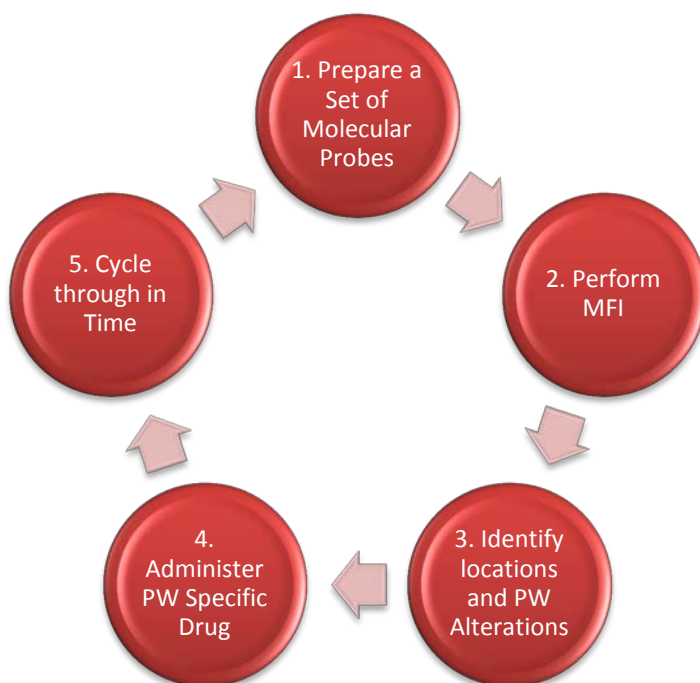 1. Prepare a
Set of
Molecular
Probes
2. Perform
MFI
3. Identify
locations
and PW
Alterations
4.
Administer
PW Specific
Drug
5. Cycle
through in
Time